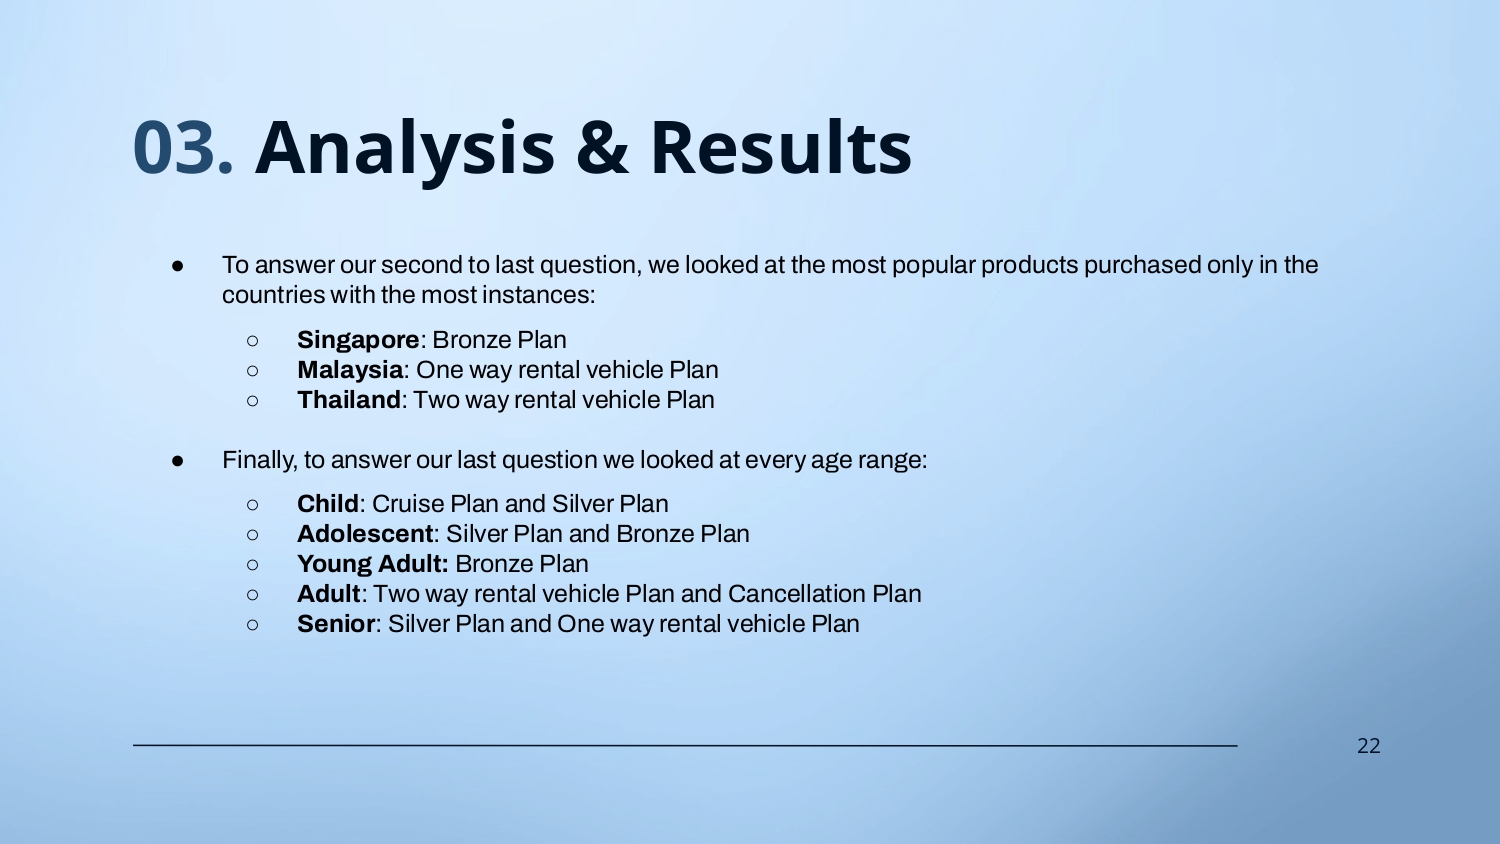 03. Analysis & Results
● To answer our second to last question, we looked at the most popular products purchased only in the
countries with the most instances:
○ Singapore: Bronze Plan
○ Malaysia: One way rental vehicle Plan
○ Thailand: Two way rental vehicle Plan
● Finally, to answer our last question we looked at every age range:
○ Child: Cruise Plan and Silver Plan
○ Adolescent: Silver Plan and Bronze Plan
○ Young Adult: Bronze Plan
○ Adult: Two way rental vehicle Plan and Cancellation Plan
○ Senior: Silver Plan and One way rental vehicle Plan
22